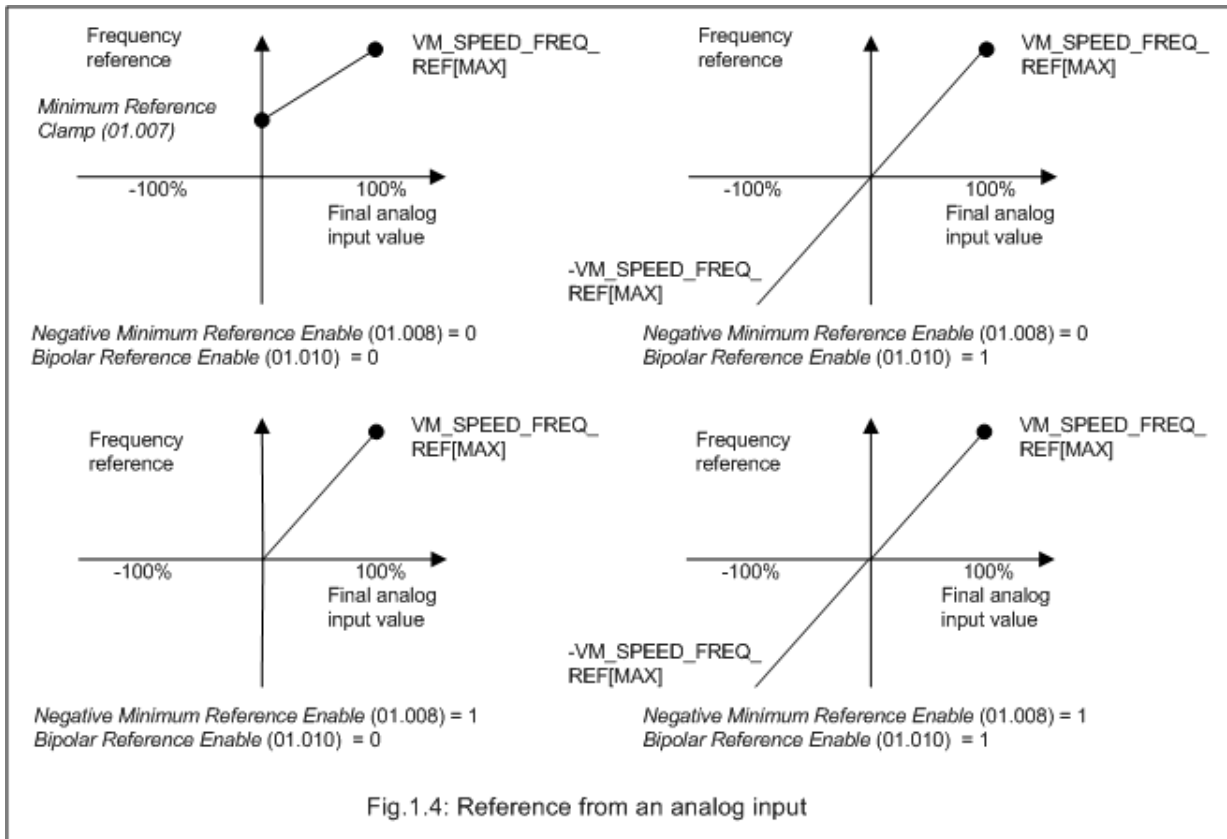 Frequency
reference
VM_SPEED_FREQ_
REF[MAX]
Minimum Reference
Clamp (01.007)
-100%
100%
Final analog
input value
Negative Minimum Reference Enable (01.008) = 0
Bipolar Reference Enable (01.010) = 0
Frequency
reference
VM_SPEED_FREQ_
REF[MAX]
-100%
100%
Final analog
input value
-VM_SPEED_FREQ_
REF[MAX]
Negative Minimum Reference Enable (01.008) = 0
Bipolar Reference Enable (01.010) = 1
Frequency
reference
VM_SPEED_FREQ_
REF[MAX]
-100%
100%
Final analog
input value
Negative Minimum Reference Enable (01.008) = 1
Bipolar Reference Enable (01.010) = 0
Frequency
reference
VM_SPEED_FREQ_
REF[MAX]
-100%
100%
Final analog
input value
-VM_SPEED_FREQ_
REF[MAX]
Negative Minimum Reference Enable (01.008) = 1
Bipolar Reference Enable (01.010) = 1
Fig.1.4: Reference from an analog input